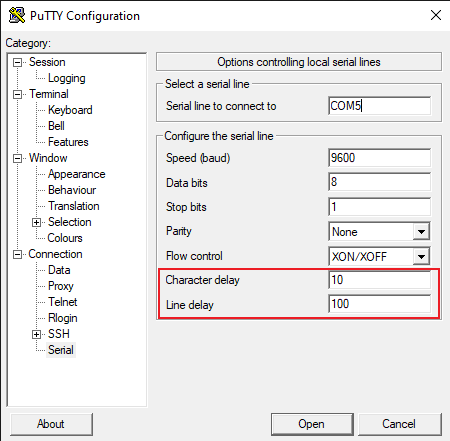 PuTTY Configuration
Category:
Session
Logging
Terminal
Keyboard
Bell
Features
Window
Appearance
Behaviour
Translation
Selection
Colours
Connection
Data
Proxy
Telnet
Rlogin
SSH
Serial
Options controlling local serial lines
Select a serial line
Serial line to connect to COM5
Configure the serial line
Speed (baud) 9600
Data bits 8
Stop bits 1
Parity None
Flow control XON/XOFF
Character delay 10
Line delay 100
About Open Cancel